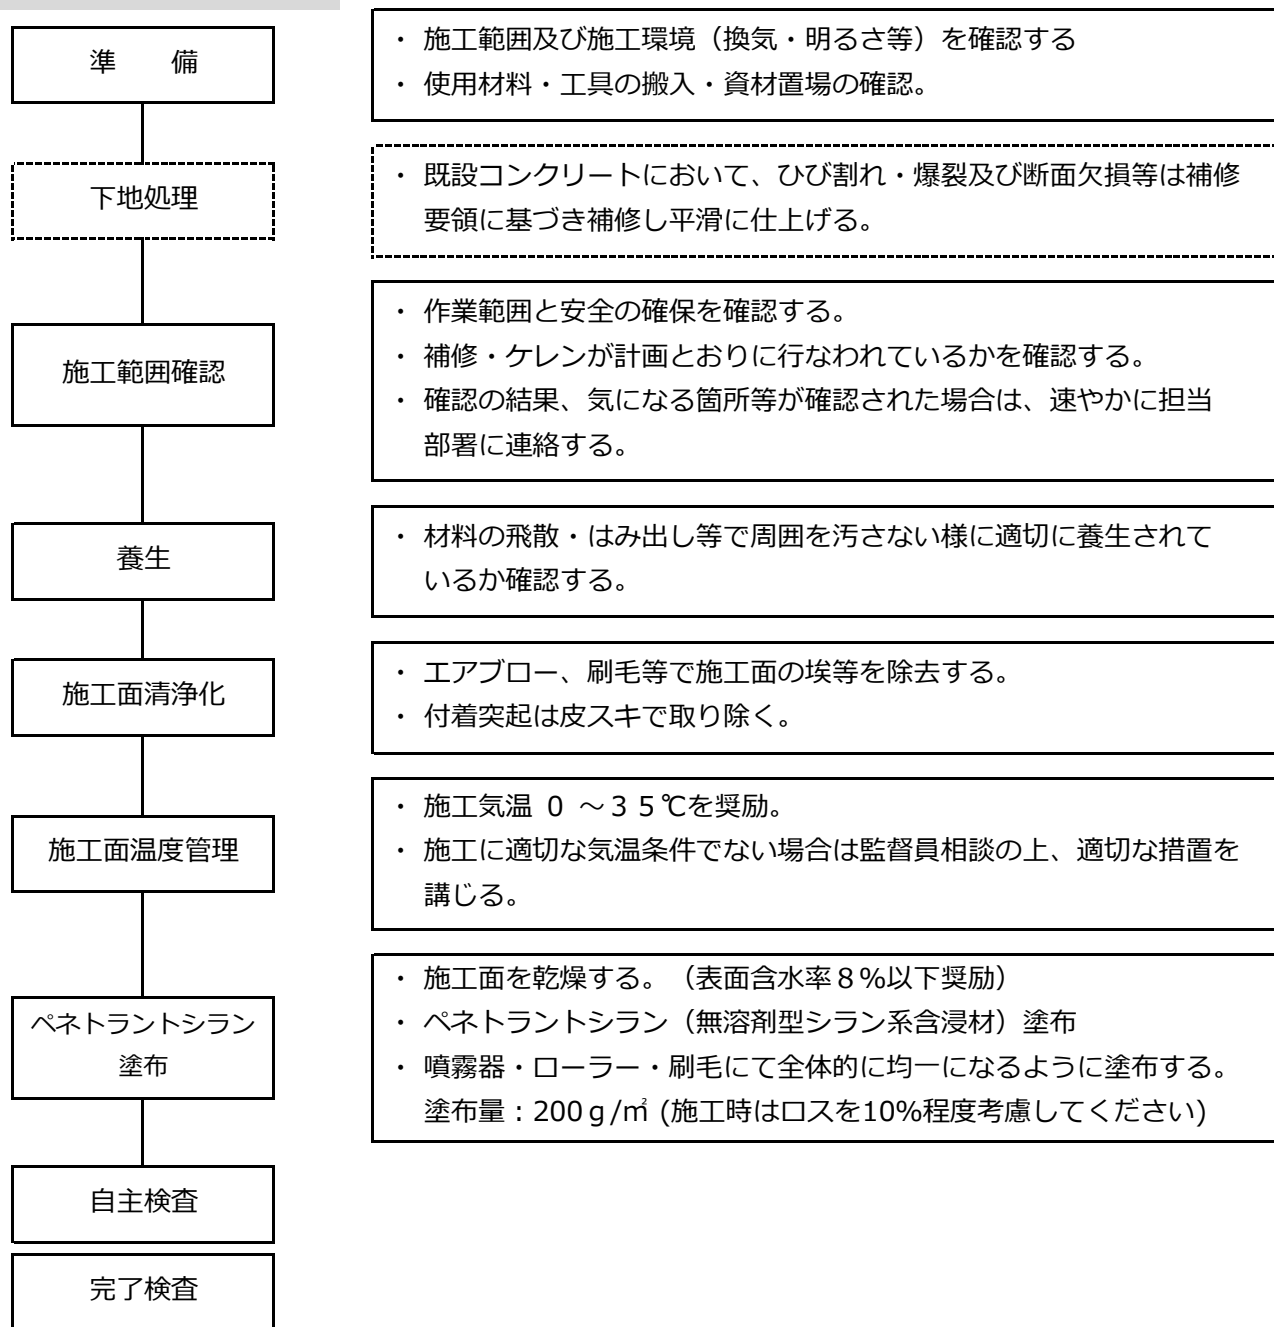 準　　備
・ 施工範囲及び施工環境（換気・明るさ等）を確認する
・ 使用材料・工具の搬入・資材置場の確認。
下地処理
・ 既設コンクリートにおいて、ひび割れ・爆裂及び断面欠損等は補修
要領に基づき補修し平滑に仕上げる。
施工範囲確認
・ 作業範囲と安全の確保を確認する。
・ 補修・ケレンが計画とおりに行なわれているかを確認する。
・ 確認の結果、気になる箇所等が確認された場合は、速やかに担当
部署に連絡する。
養生
・ 材料の飛散・はみ出し等で周囲を汚さない様に適切に養生されて
いるか確認する。
施工面清浄化
・ エアブロー、刷毛等で施工面の埃等を除去する。
・ 付着突起は皮スキで取り除く。
施工面温度管理
・ 施工気温 0 ～３５℃を奨励。
・ 施工に適切な気温条件でない場合は監督員相談の上、適切な措置を
講じる。
ペネトラントシラン
塗布
・ 施工面を乾燥する。（表面含水率８%以下奨励）
・ ペネトラントシラン（無溶剤型シラン系含浸材）塗布
・ 噴霧器・ローラー・刷毛にて全体的に均一になるように塗布する。
塗布量：200ｇ/㎡ (施工時はロスを10%程度考慮してください)
自主検査
完了検査